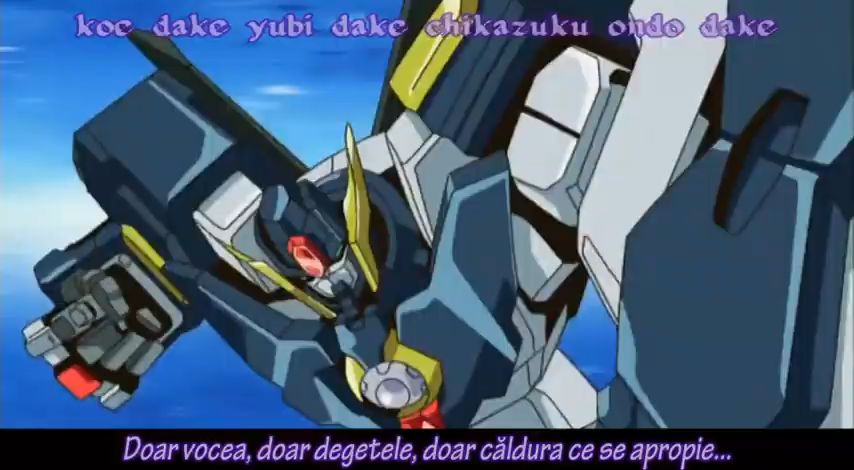 koe dake yubi dake chikazuku ondo dake
Doar vocea, doar degetele, doar căldura ce se apropie...